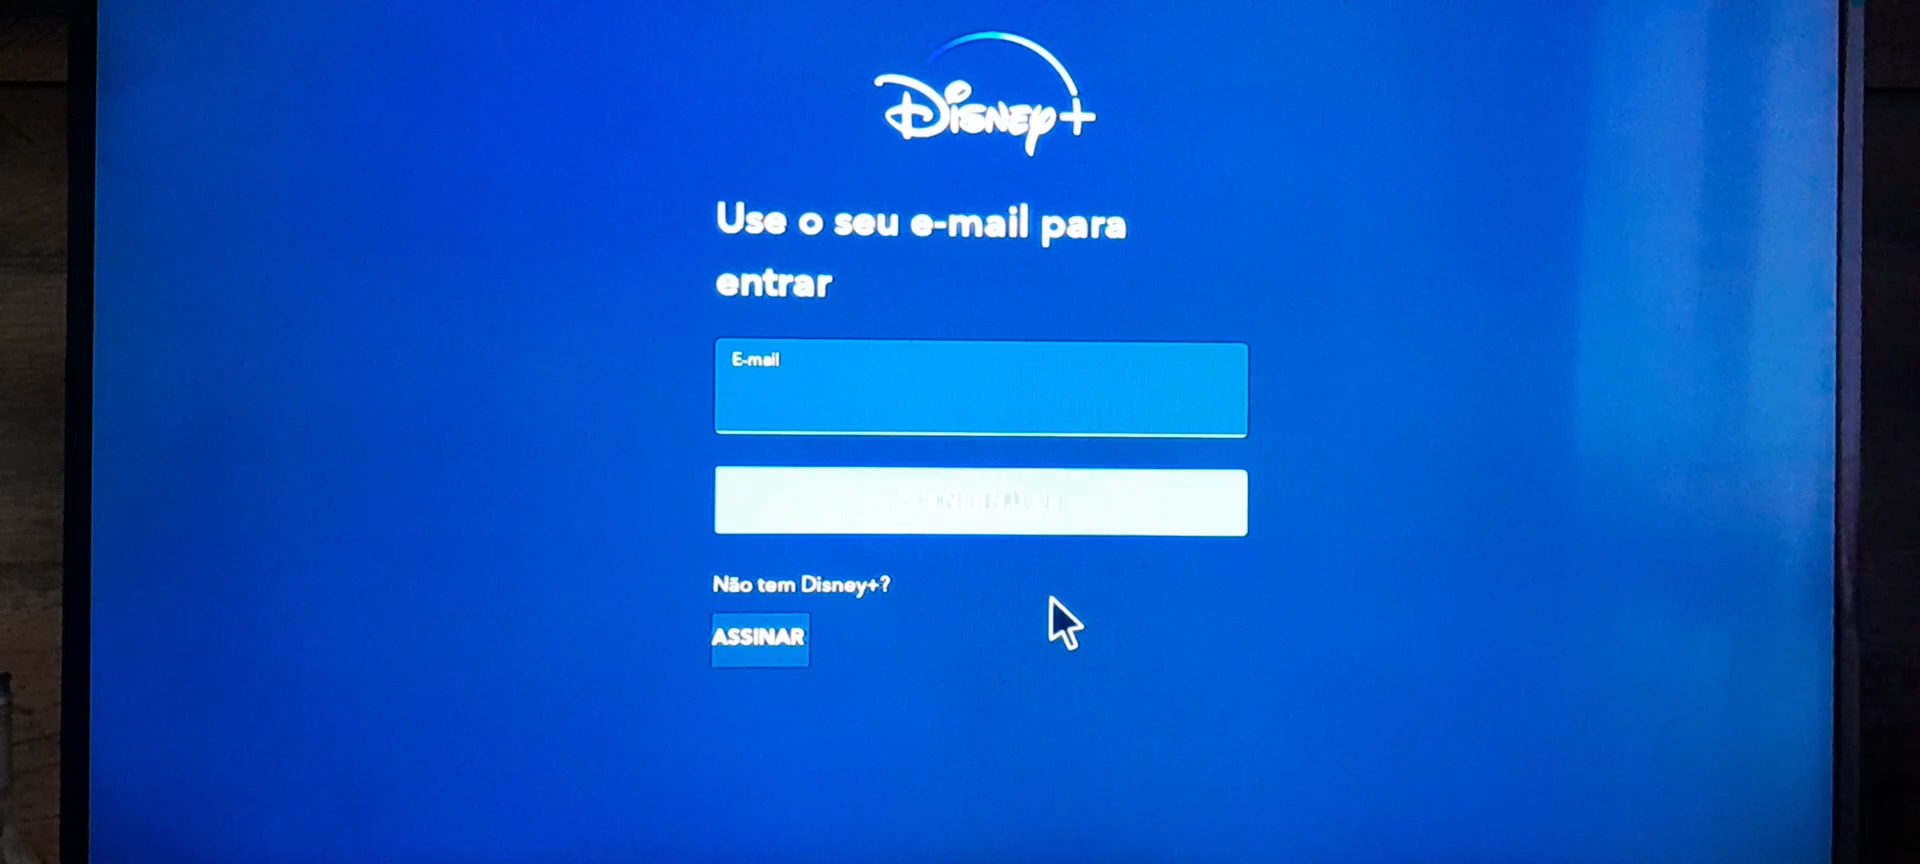 Disney+
Use o seu e-mail para
entrar
E-mail
Não tem Disney+?
ASSINAR